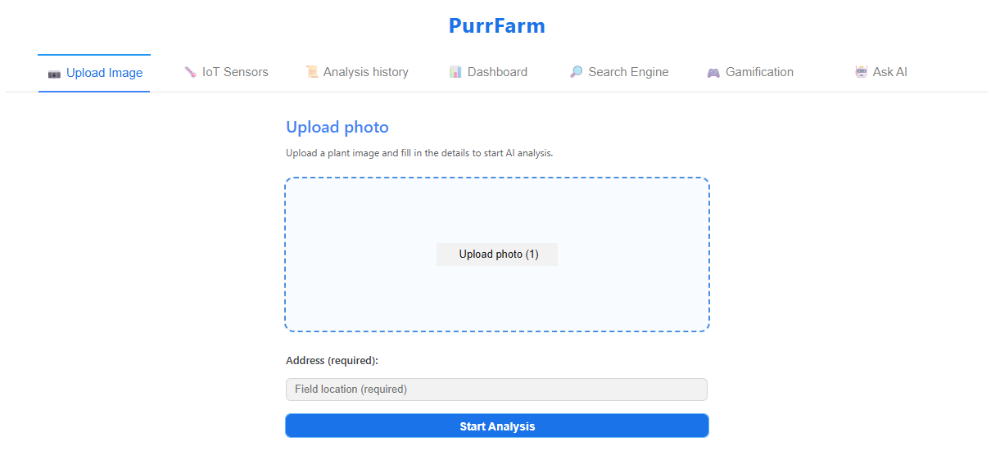 PurrFarm
Upload Image IoT Sensors Analysis history Dashboard Search Engine Gamification Ask AI
Upload photo
Upload a plant image and fill in the details to start AI analysis.
Upload photo (1)
Address (required):
Field location (required)
Start Analysis